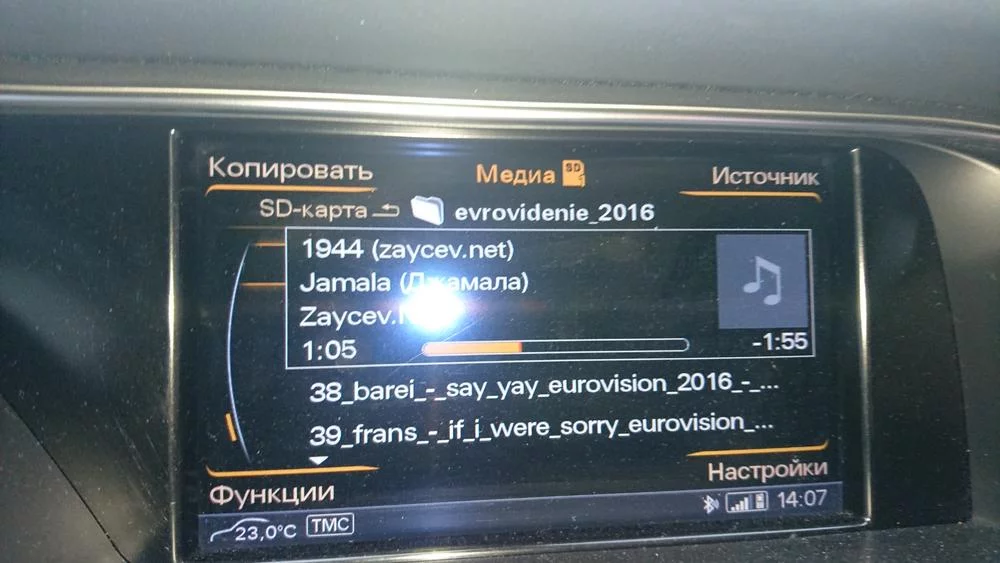 Копировать
Медиа SD
Источник
SD-карта evrovidenie_2016
1944 (zaycev.net)
Jamala (Джамала)
1:05
-1:55
38_barei_-_say_yay_eurovision_2016_-_...
39_frans_-_if_i_were_sorry_eurovision_...
Функции
Настройки
23,0°C TMC
14:07